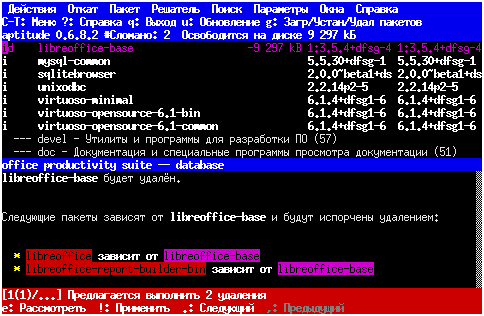 Действия Откат Пакет Решатель Поиск Параметры Окна Справка
C-T: Меню ?: Справка q: Выход u: Обновление g: Загр/Устан/Удал пакетов
aptitude 0.6.8.2 #Сломано: 2 Освободится на диске 9 297 кБ
id libreoffice-base -9 297 kB 1:3.5.4+dfsg-4 1:3.5.4+dfsg-4
i mysql-common 5.5.30+dfsg-1 5.5.30+dfsg-1
i sqlitebrowser 2.0.0~beta1+ds 2.0.0~beta1+ds
i unixodbc 2.2.14p2-5 2.2.14p2-5
i virtuoso-minimal 6.1.4+dfsg1-6 6.1.4+dfsg1-6
i virtuoso-opensource-6.1-bin 6.1.4+dfsg1-6 6.1.4+dfsg1-6
i virtuoso-opensource-6.1-common 6.1.4+dfsg1-6 6.1.4+dfsg1-6
--- devel - Утилиты и программы для разработки ПО (57)
--- doc - Документация и специальные программы просмотра документации (51)
office productivity suite -- database
libreoffice-base будет удалён.
Следующие пакеты зависят от libreoffice-base и будут испорчены удалением:
* libreoffice зависит от libreoffice-base
* libreoffice-report-builder-bin зависит от libreoffice-base
[1(1)/...] Предлагается выполнить 2 удаления
e: Рассмотреть !: Применить .: Следующий ,: Предыдущий